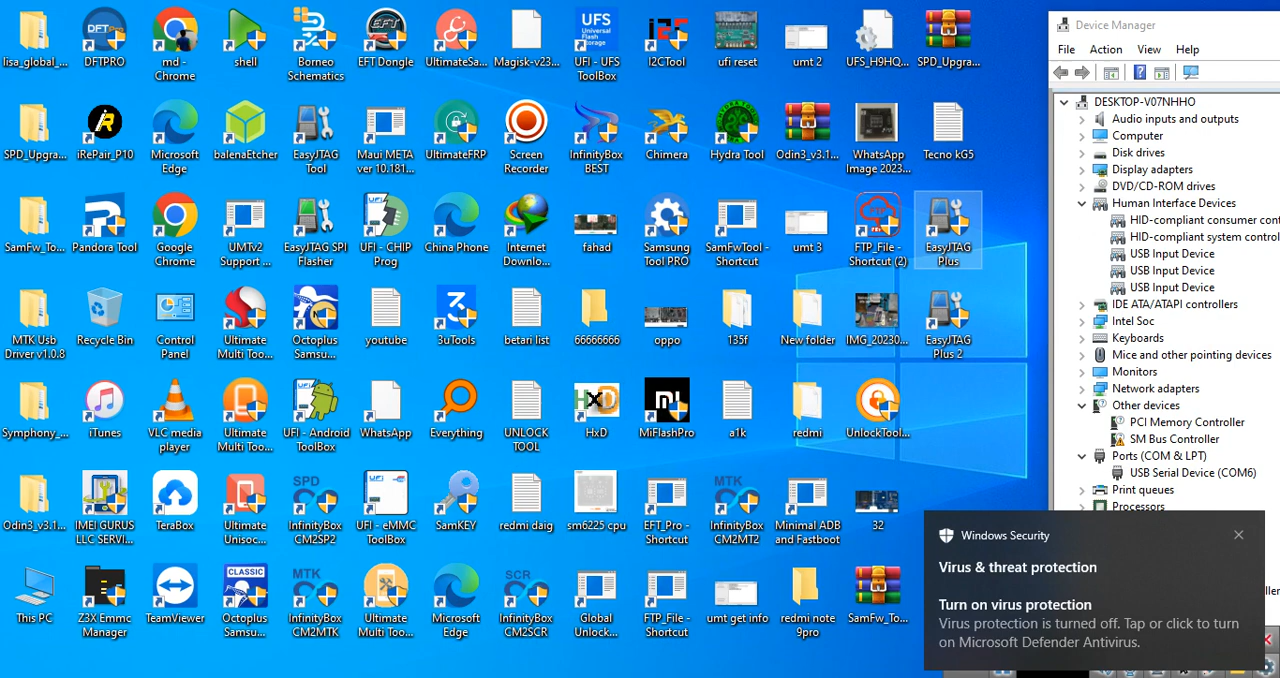 lisa_global_...
DFTPRO
md - Chrome
shell
Borneo Schematics
EFT Dongle
UltimateSa...
Magisk-v23...
UFS
Universal
Flash
Storage
UFI - UFS ToolBox
I2CTool
ufi reset
umt 2
UFS_H9HQ...
SPD_Upgra...
SPD_Upgra...
iRePair_P10
Microsoft Edge
balenaEtcher
EasyJTAG Tool
Maui META ver 10.181...
UltimateFRP
Screen Recorder
InfinityBox BEST
Chimera
Hydra Tool
Odin3_v3.1...
WhatsApp Image 2023...
Tecno kG5
SamFw_To...
Pandora Tool
Google Chrome
UMTv2 Support ...
EasyJTAG SPI Flasher
UFI - CHIP Prog
China Phone
Internet Downlo...
fahad
Samsung Tool PRO
SamFwTool - Shortcut
umt 3
FTP_File - Shortcut (2)
EasyJTAG Plus
MTK Usb Driver v1.0.8
Recycle Bin
Control Panel
Ultimate Multi Too...
Octoplus Samsu...
youtube
3uTools
betari list
66666666
oppo
135f
New folder
IMG_20230...
EasyJTAG Plus 2
Symphony_...
iTunes
VLC media player
Ultimate Multi Too...
UFI - Android ToolBox
WhatsApp
Everything
UNLOCK TOOL
HxD
MiFlashPro
a1k
redmi
UnlockTool...
Odin3_v3.1...
IMEI GURUS LLC SERVI...
TeraBox
Ultimate Unisoc...
SPD
InfinityBox CM2SP2
UFI - eMMC ToolBox
SamKEY
redmi daig
sm6225 cpu
EFT_Pro - Shortcut
MTK
InfinityBox CM2MT2
Minimal ADB and Fastboot
32
This PC
Z3X Emmc Manager
TeamViewer
CLASSIC
Octoplus Samsu...
MTK
InfinityBox CM2MTK
Ultimate Multi Too...
Microsoft Edge
SCR
InfinityBox CM2SCR
Global Unlock...
FTP_File - Shortcut
umt get info
redmi note 9pro
SamFw_To...
Device Manager
File Action View Help
DESKTOP-V07NHHO
Audio inputs and outputs
Computer
Disk drives
Display adapters
DVD/CD-ROM drives
Human Interface Devices
HID-compliant consumer cont
HID-compliant system control
USB Input Device
USB Input Device
USB Input Device
IDE ATA/ATAPI controllers
Intel Soc
Keyboards
Mice and other pointing devices
Monitors
Network adapters
Other devices
PCI Memory Controller
SM Bus Controller
Ports (COM & LPT)
USB Serial Device (COM6)
Print queues
Processors
Windows Security
Virus & threat protection
Turn on virus protection
Virus protection is turned off. Tap or click to turn
on Microsoft Defender Antivirus.